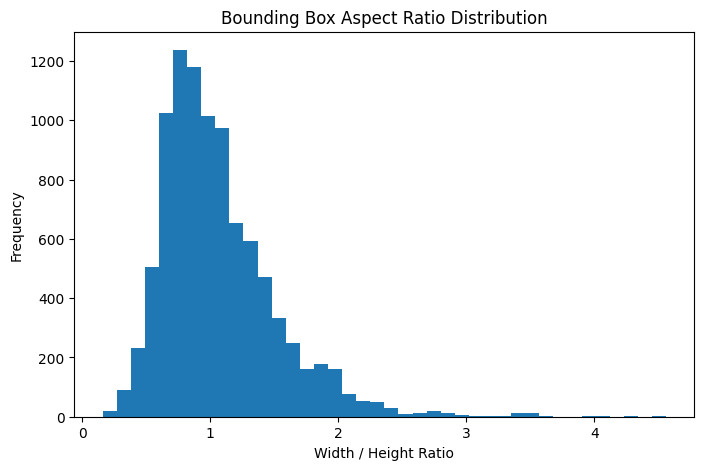 Bounding Box Aspect Ratio Distribution
1200
1000
800
600
400
200
0
Frequency
0 1 2 3 4
Width / Height Ratio